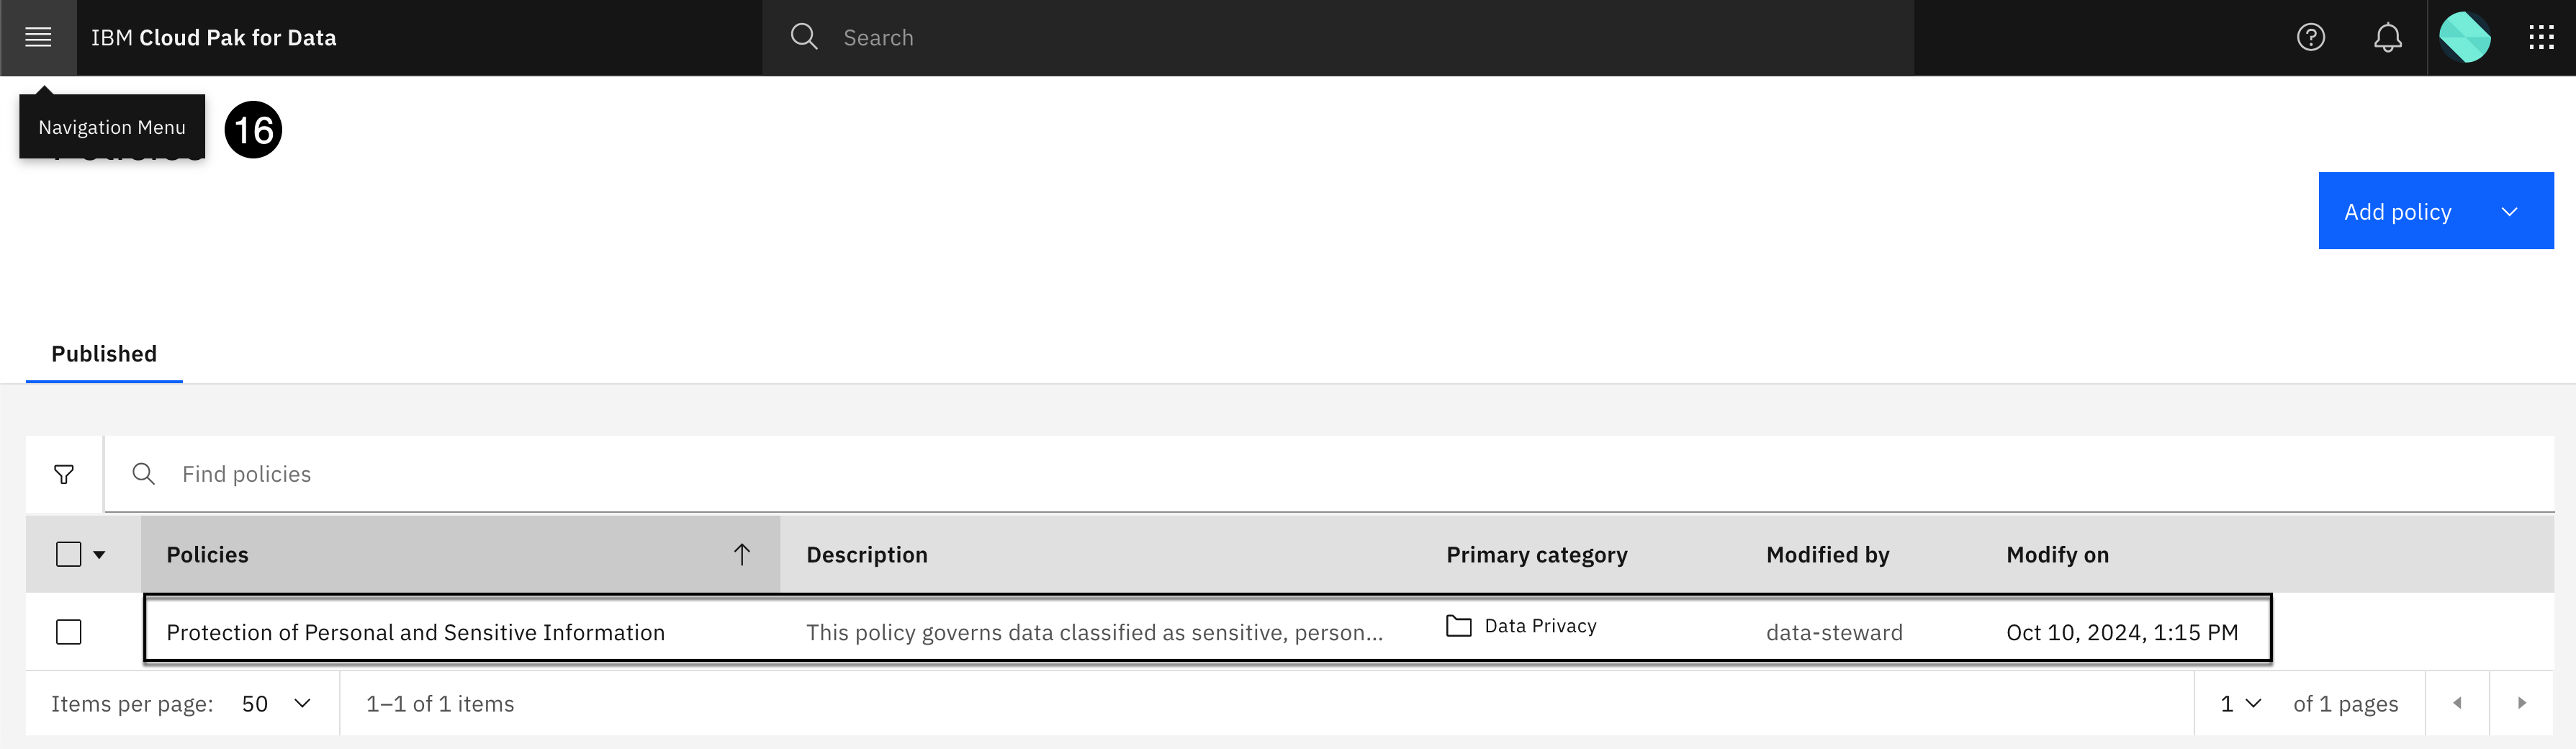 IBM Cloud Pak for Data
Search
Navigation Menu
16
Add policy
Published
Find policies
Policies Description Primary category Modified by Modify on
Protection of Personal and Sensitive Information This policy governs data classified as sensitive, person... Data Privacy data-steward Oct 10, 2024, 1:15 PM
Items per page: 50 1–1 of 1 items 1 of 1 pages